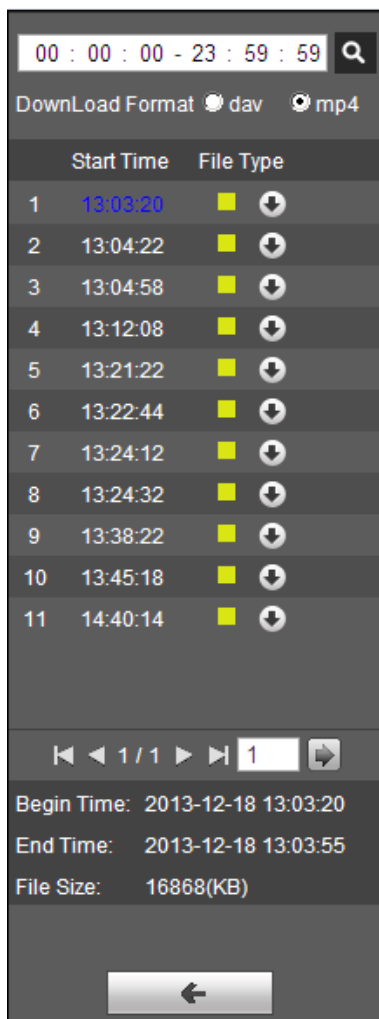 00 : 00 : 00 - 23 : 59 : 59
DownLoad Format dav mp4
Start Time File Type
1 13:03:20
2 13:04:22
3 13:04:58
4 13:12:08
5 13:21:22
6 13:22:44
7 13:24:12
8 13:24:32
9 13:38:22
10 13:45:18
11 14:40:14
1 / 1 1
Begin Time: 2013-12-18 13:03:20
End Time: 2013-12-18 13:03:55
File Size: 16868(KB)